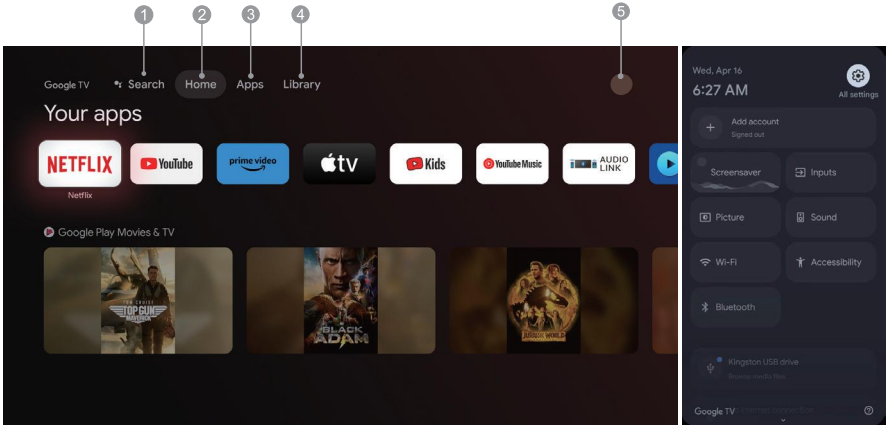 1 2 3 4 5
Google TV Search Home Apps Library
Your apps
NETFLIX YouTube prime video tv Kids YouTube Music AUDIO
LINK
Netflix
Google Play Movies & TV
TOM CRUISE
TOP GUN
MAVERICK
BLACK
ADAM
JURASSIC WORLD
Wed, Apr 16
6:27 AM
All settings
Add account
Signed out
Screensaver Inputs
Picture Sound
Wi-Fi Accessibility
Bluetooth
Kingston USB drive
Browse media files
Google TV